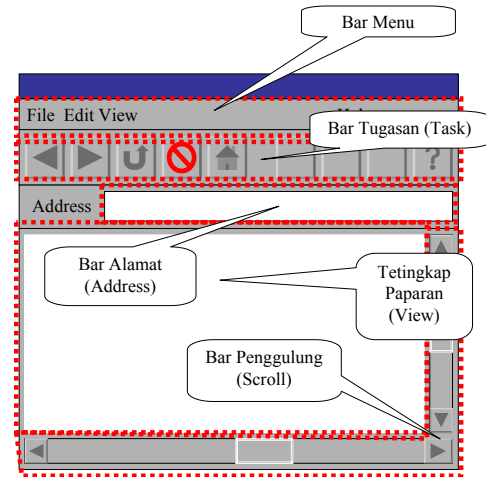 Bar Menu
File Edit View
Bar Tugasan (Task)
?
Address
Bar Alamat
(Address)
Tetingkap
Paparan
(View)
Bar Penggulung
(Scroll)